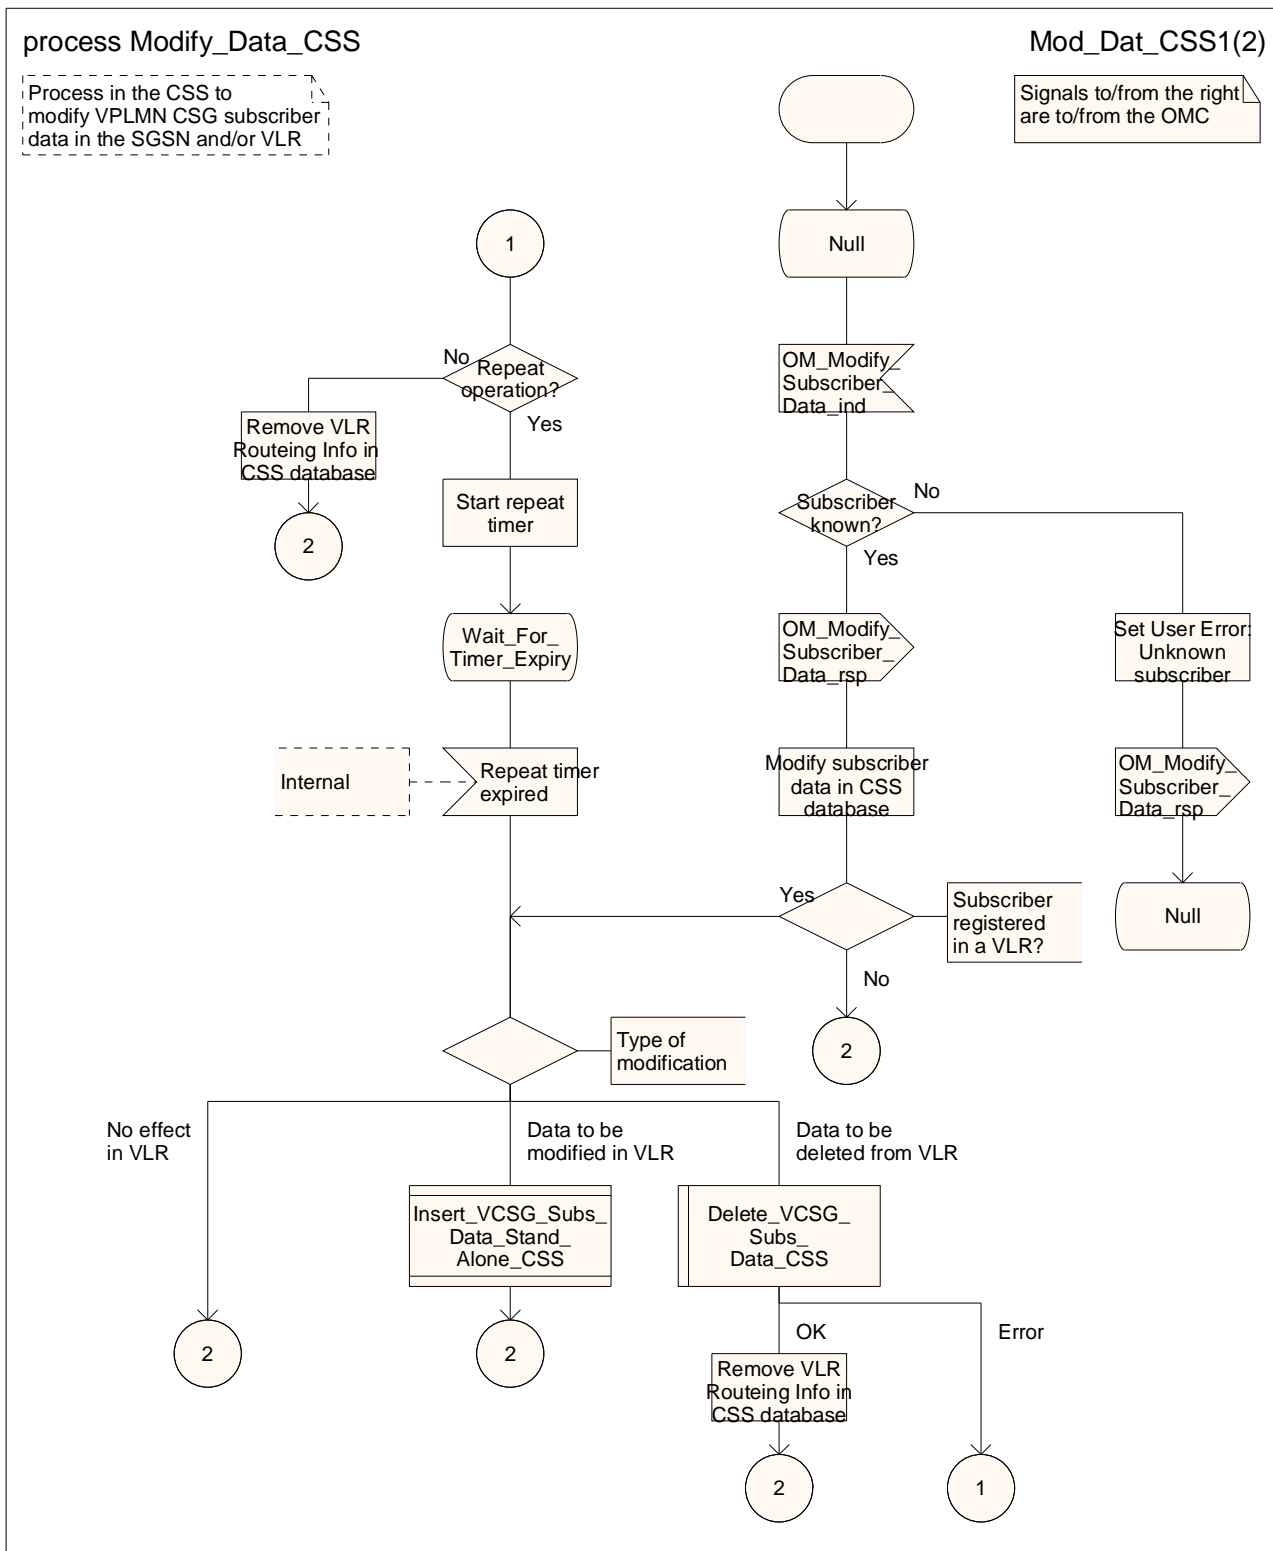 process Modify_Data_CSS
Mod_Dat_CSS1(2)
Process in the CSS to
modify VPLMN CSG subscriber
data in the SGSN and/or VLR
Signals to/from the right
are to/from the OMC
Null
1
OM_Modify_
Subscriber_
Data_ind
No
Repeat
operation?
Yes
Remove VLR
Routeing Info in
CSS database
2
Start repeat
timer
Subscriber
known?
No
Yes
Wait_For_
Timer_Expiry
OM_Modify_
Subscriber_
Data_rsp
Set User Error:
Unknown
subscriber
Internal
Repeat timer
expired
Modify subscriber
data in CSS
database
OM_Modify_
Subscriber_
Data_rsp
Yes
Subscriber
registered
in a VLR?
Null
No
2
Type of
modification
No effect
in VLR
Data to be
modified in VLR
Data to be
deleted from VLR
Insert_VCSG_Subs_
Data_Stand_
Alone_CSS
Delete_VCSG_
Subs_
Data_CSS
2
2
OK
Error
Remove VLR
Routeing Info in
CSS database
2
1